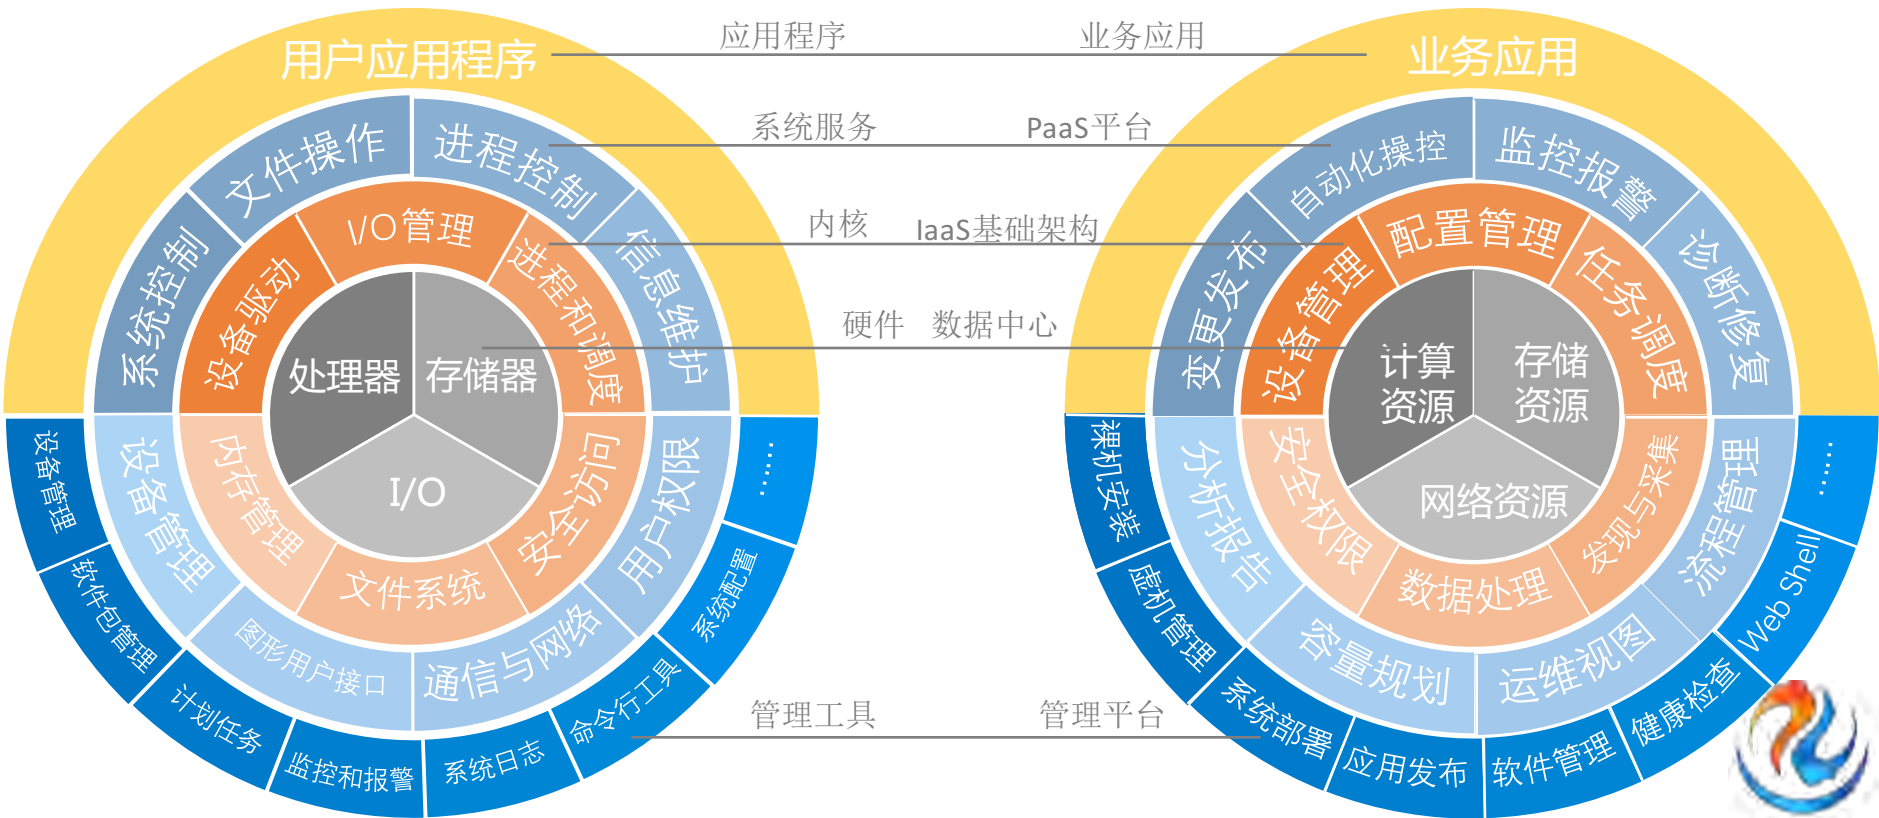 用户应用程序
应用程序
业务应用
业务应用
系统服务
PaaS平台
内核
IaaS基础架构
硬件
数据中心
管理工具
管理平台
系统控制
文件操作
进程控制
信息维护
设备驱动
I/O管理
进程和调度
处理器
存储器
I/O
内存管理
文件系统
安全访问
设备管理
图形用户接口
通信与网络
用户权限
设备管理
软件包管理
计划任务
监控和报警
系统日志
命令行工具
系统配置
……
变更发布
自动化操控
监控报警
诊断修复
设备管理
配置管理
任务调度
计算
资源
存储
资源
网络资源
安全权限
数据处理
发现与采集
分析报告
容量规划
运维视图
流程管理
裸机安装
虚机管理
系统部署
应用发布
软件管理
健康检查
Web Shell
……